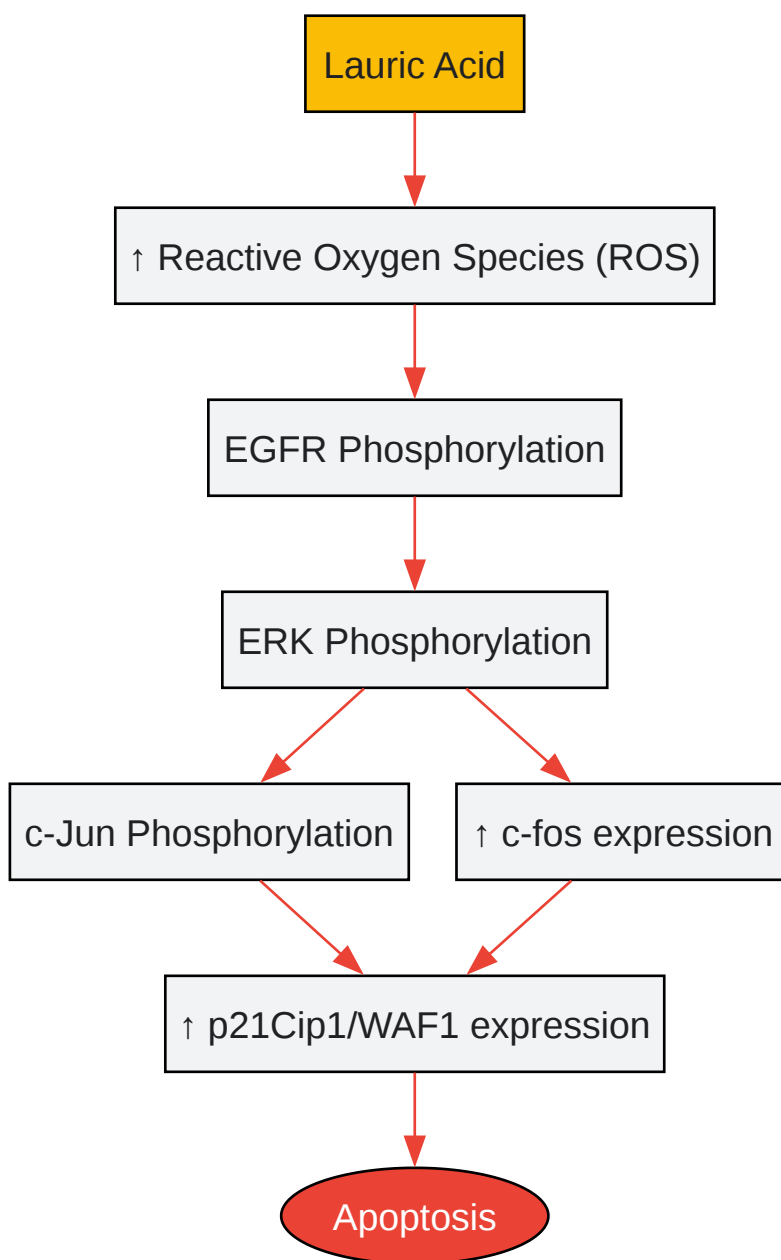 Lauric Acid
↑ Reactive Oxygen Species (ROS)
EGFR Phosphorylation
ERK Phosphorylation
c-Jun Phosphorylation
↑ c-fos expression
↑ p21Cip1/WAF1 expression
Apoptosis